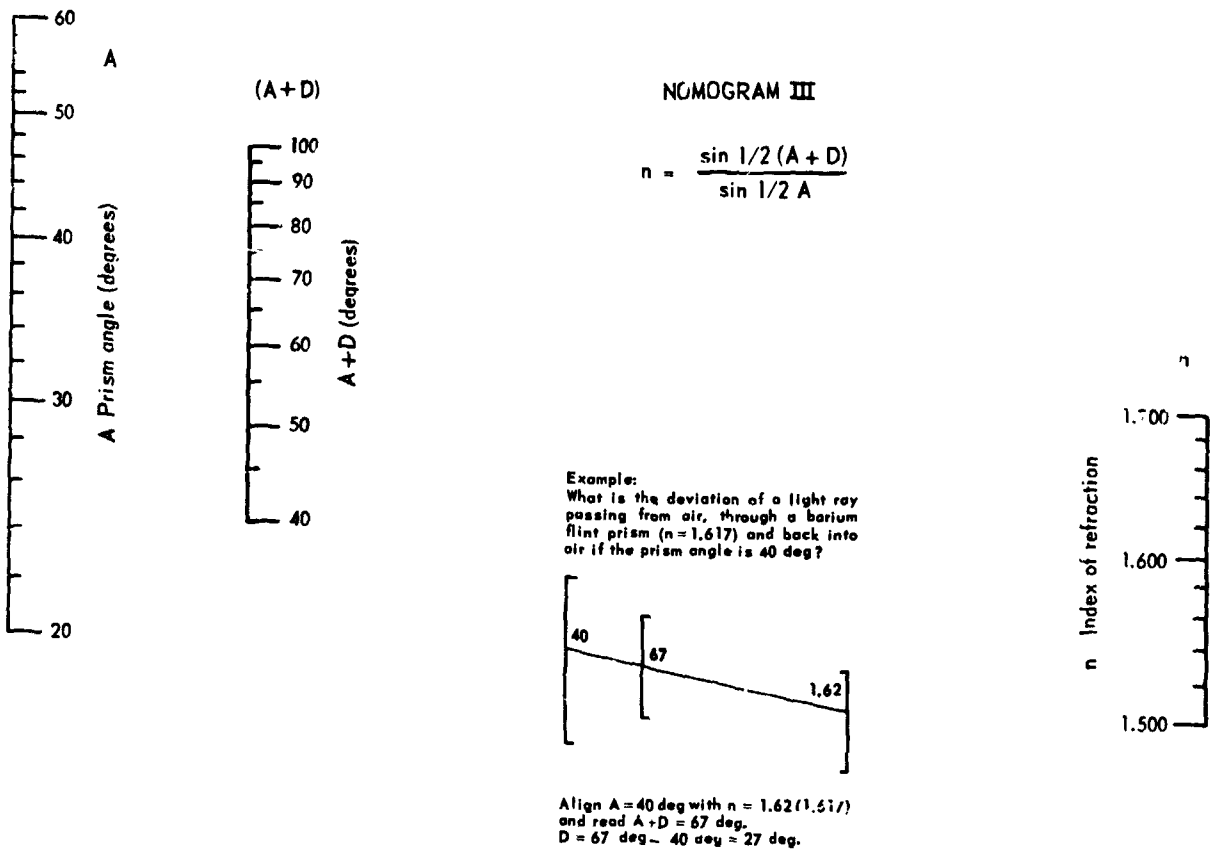 60
A
50
40
30
20
A Prism angle (degrees)
(A + D)
100
90
80
70
60
50
40
A+D (degrees)
NOMOGRAM III
n = sin 1/2 (A + D)
sin 1/2 A
Example:
What is the deviation of a light ray
passing from air, through a barium
flint prism (n = 1.617) and back into
air if the prism angle is 40 deg?
40
67
1.62
Align A = 40 deg with n = 1.62 (1.617)
and read A+D = 67 deg.
D = 67 deg – 40 deg = 27 deg.
n
1.700
1.600
1.500
n Index of refraction